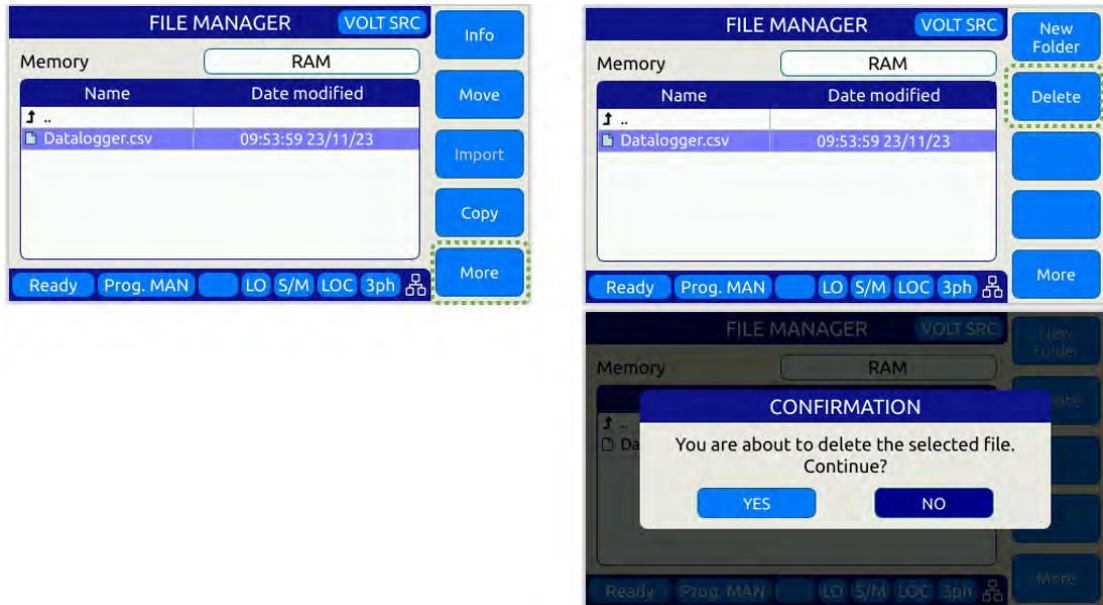 FILE MANAGER VOLT SRC
Info
Memory RAM
Move
Name Date modified
..
Datalogger.csv 09:53:59 23/11/23
Import
Copy
More
Ready Prog. MAN LO S/M LOC 3ph
FILE MANAGER VOLT SRC
New
Folder
Memory RAM
Delete
Name Date modified
..
Datalogger.csv 09:53:59 23/11/23
More
Ready Prog. MAN LO S/M LOC 3ph
FILE MANAGER VOLT SRC
New
Folder
Memory RAM
CONFIRMATION
..
Da
You are about to delete the selected file.
Continue?
YES NO
More
Ready Prog. MAN LO S/M LOC 3ph